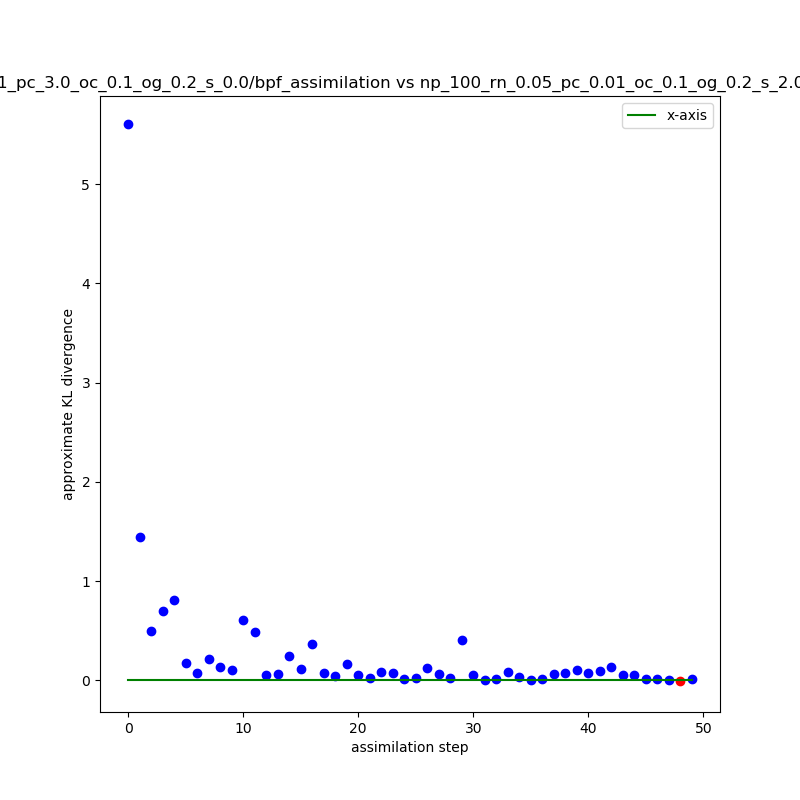 1_pc_3.0_oc_0.1_og_0.2_s_0.0/bpf_assimilation vs np_100_rn_0.05_pc_0.01_oc_0.1_og_0.2_s_2.0
x-axis
5
4
3
2
1
0
approximate KL divergence
0 10 20 30 40 50
assimilation step